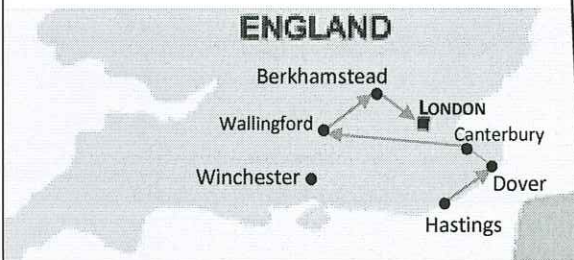 ENGLAND
Berkhamstead
LONDON
Wallingford
Canterbury
Winchester
Dover
Hastings